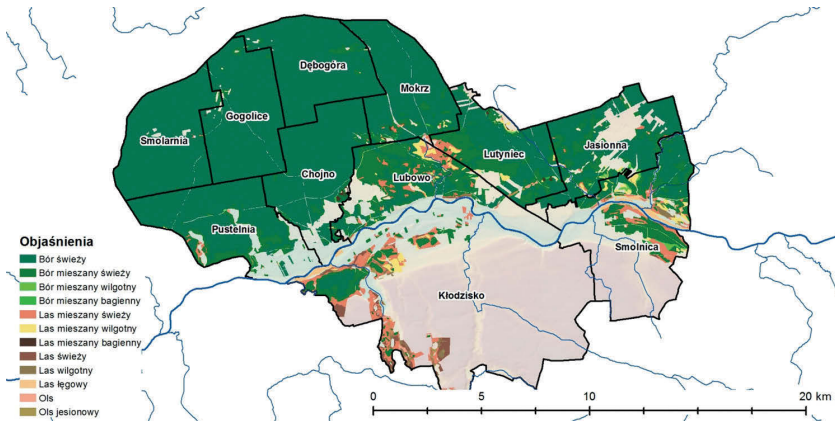 Dębogóra
Mokrz
Gogolice
Smolarnia
Lutyniec
Jasionna
Chojno
Lubowo
Pustelnia
Smolnica
Kłodzisko
Objaśnienia
Bór świeży
Bór mieszany świeży
Bór mieszany wilgotny
Bór mieszany bagienny
Las mieszany świeży
Las mieszany wilgotny
Las mieszany bagienny
Las świeży
Las wilgotny
Las łęgowy
Ols
Ols jesionowy
0 5 10 20 km